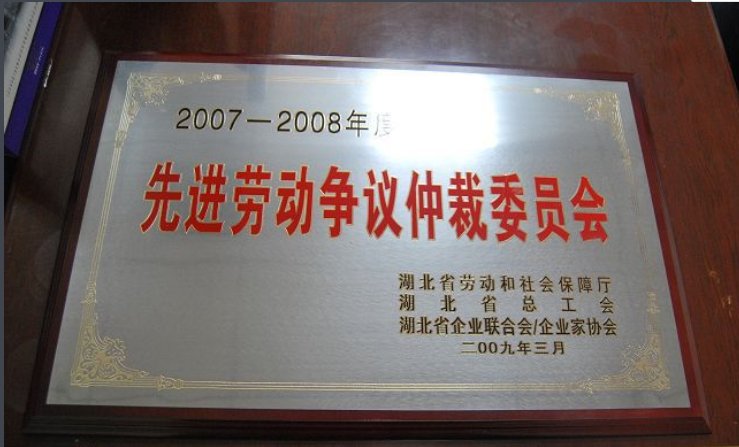 2007—2008年度
先进劳动争议仲裁委员会
湖北省劳动和社会保障厅
湖北省总工会
湖北省企业联合会/企业家协会
二00九年三月